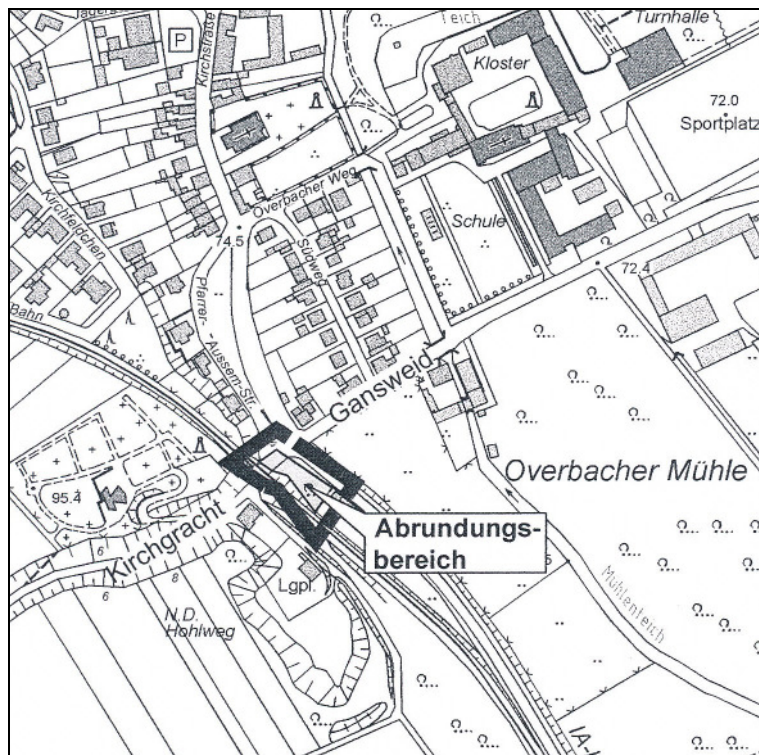 P
Kirchstraße
Teich
Turnhalle
Kloster
72.0
Sportplatz
Overbacher Weg
Kirchfeldchen
74,5
Südweg
Schule
72,4
Pfarrer-
-Aussem-Str.
Bahn
Gansweid
Overbacher Mühle
95.4
Abrundungs-
bereich
Kirchgracht
6
8
6
Lgpl.
N.D.
Hohlweg
Mühlenteich